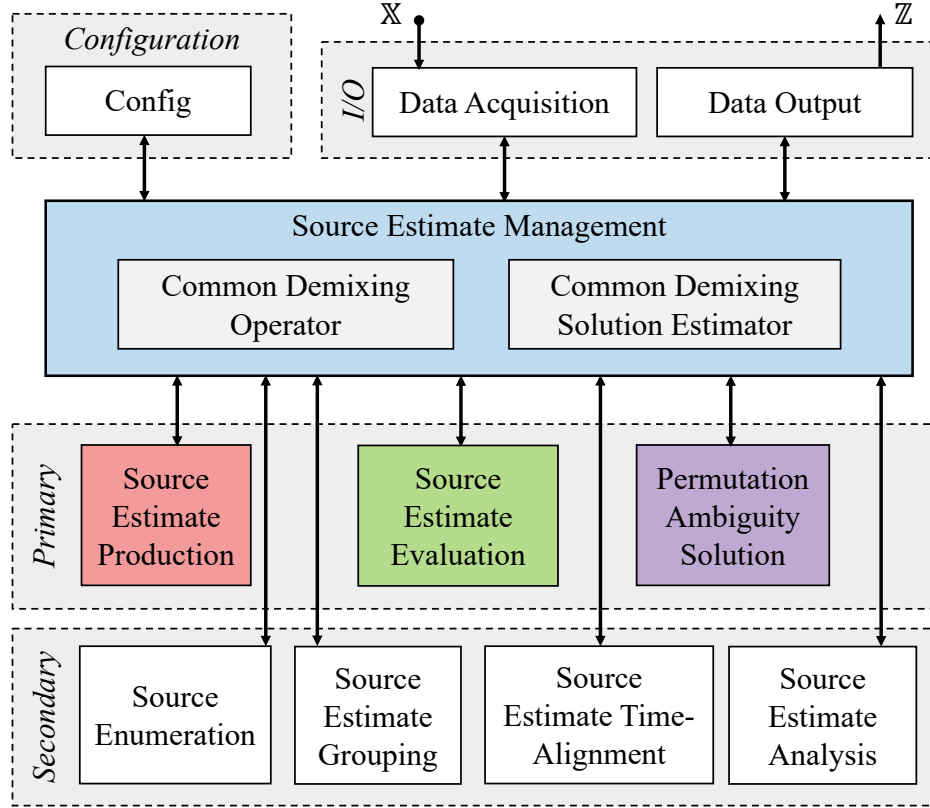 𝕏
ℤ
Configuration
Config
I/O
Data Acquisition
Data Output
Source Estimate Management
Common Demixing
Operator
Common Demixing
Solution Estimator
Primary
Source
Estimate
Production
Source
Estimate
Evaluation
Permutation
Ambiguity
Solution
Secondary
Source
Enumeration
Source
Estimate
Grouping
Source
Estimate Time-
Alignment
Source
Estimate
Analysis